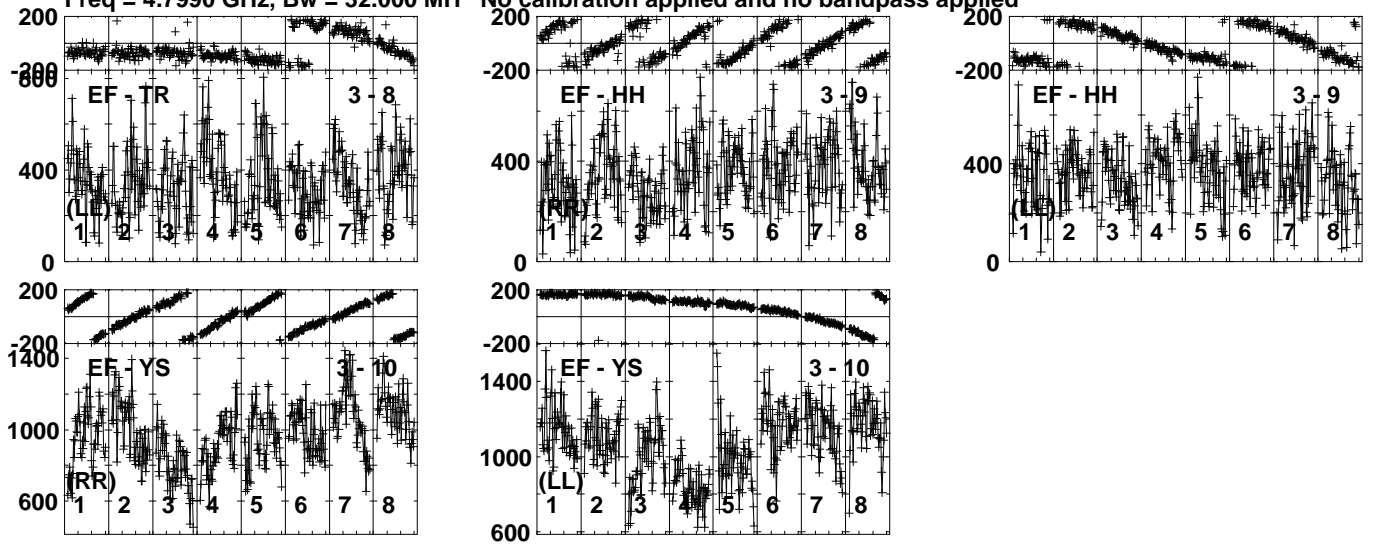 Freq = 4.7990 GHz, Bw = 32.000 MH No calibration applied and no bandpass applied
200
-200
800
EF - TR 3 - 8
400
(LL)
1 2 3 4 5 6 7 8
0
200
-200
EF - HH 3 - 9
400
(RR)
1 2 3 4 5 6 7 8
0
200
-200
EF - HH 3 - 9
400
(LL)
1 2 3 4 5 6 7 8
0
200
-200
1400
EF - YS 3 - 10
1000
(RR)
600
1 2 3 4 5 6 7 8
200
-200
EF - YS 3 - 10
1400
1000
(LL)
1 2 3 4 5 6 7 8
600